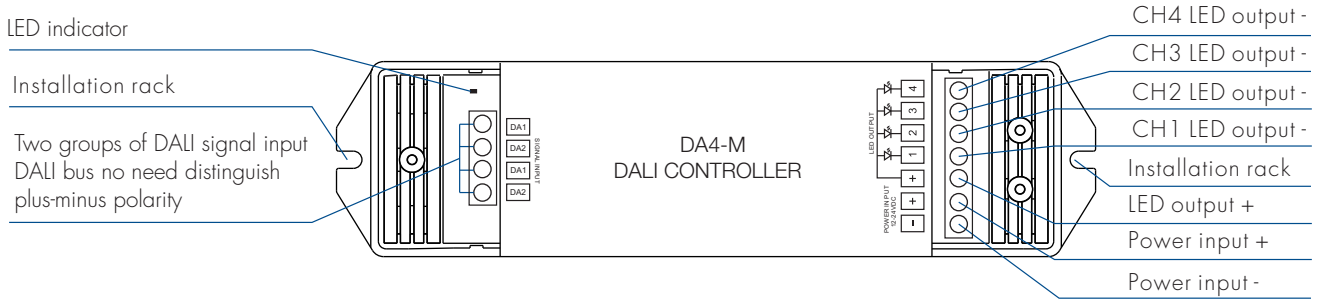 LED indicator
Installation rack
Two groups of DALI signal input
DALI bus no need distinguish
plus-minus polarity
DA1
DA2
DA1
DA2
SIGNAL INPUT
DA4-M
DALI CONTROLLER
LED OUTPUT
4
3
2
1
+
POWER INPUT
12-24VDC
+
-
CH4 LED output -
CH3 LED output -
CH2 LED output -
CH1 LED output -
Installation rack
LED output +
Power input +
Power input -